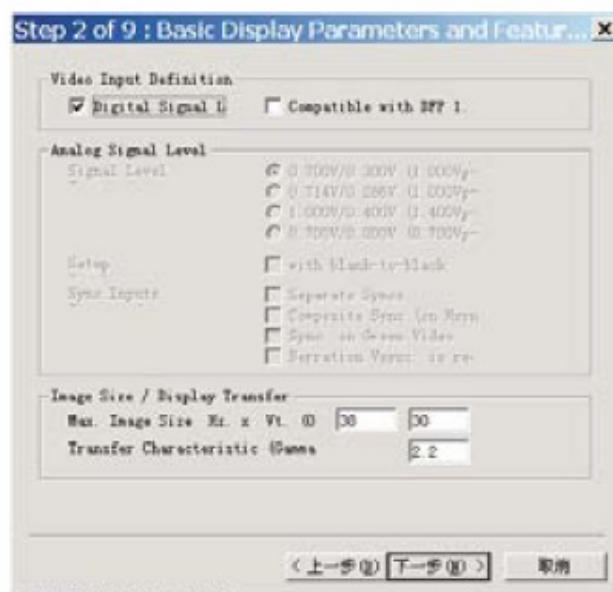 Step 2 of 9 : Basic Display Parameters and Featur...
Video Input Definition
Digital Signal L
Compatible with DFP 1.
Analog Signal Level
Signal Level
0.700V/0.300V (1.000Vp-
0.714V/0.286V (1.000Vp-
1.000V/0.400V (1.400Vp-
0.700V/0.000V (0.700Vp-
Setup
with blank-to-black
Sync Inputs
Separate Syncs
Composite Sync (on Hsyn
Sync on Green Video
Serration Vsync is re-
Image Size / Display Transfer
Max. Image Size Hr. x Vt. 30
Transfer Characteristic (Gamma 2.2
< 上一步(B) 下一步(N) > 取消